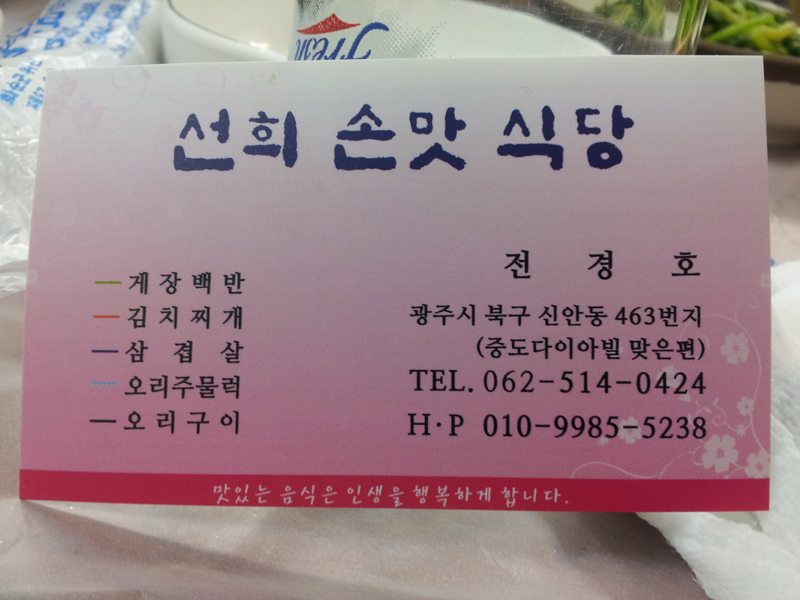 Fresh
선희 손맛 식당
게장백반
김치찌개
삼겹살
오리주물럭
오리구이
전경호
광주시 북구 신안동 463번지
(중도다이아빌 맞은편)
TEL. 062-514-0424
H·P 010-9985-5238
맛있는 음식은 인생을 행복하게 합니다.